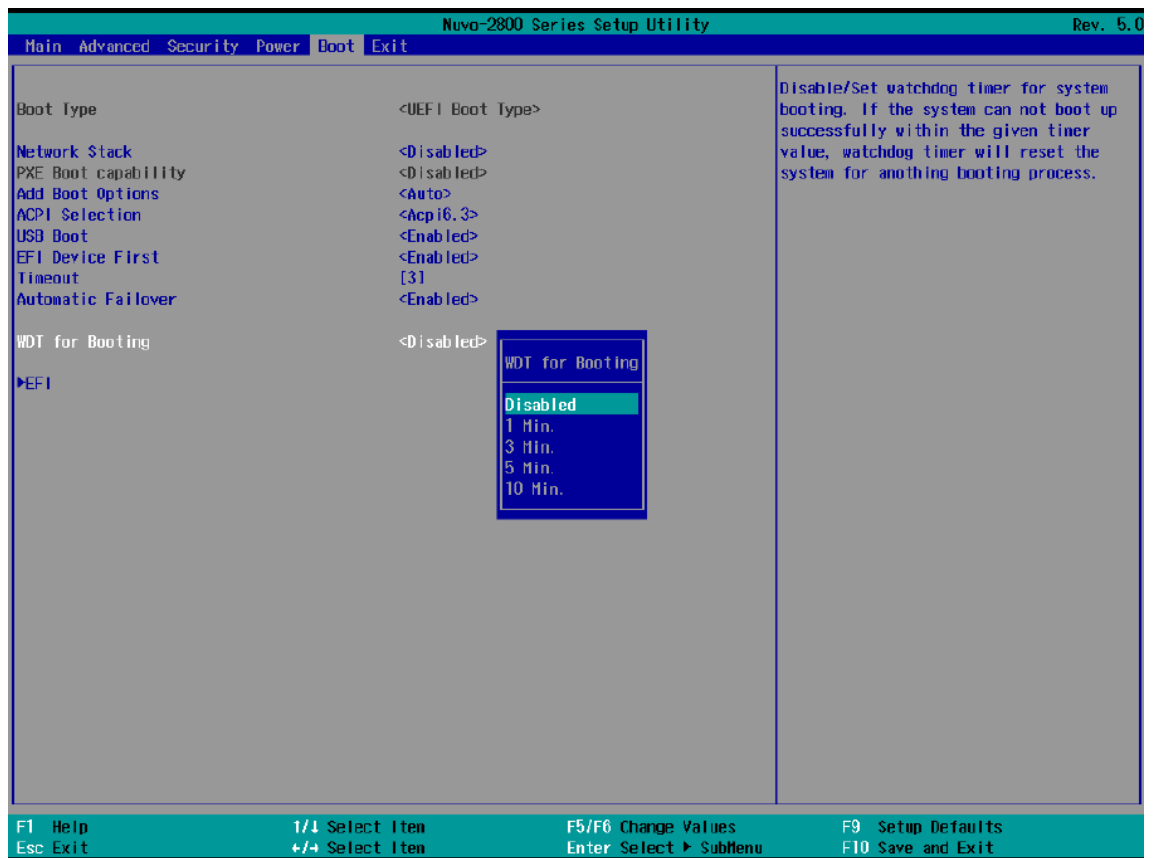 Nuvo-2800 Series Setup Utility Rev. 5.0
Main Advanced Security Power Boot Exit
Boot Type <UEFI Boot Type>
Network Stack <Disabled>
PXE Boot capability <Disabled>
Add Boot Options <Auto>
ACPI Selection <Acpi6.3>
USB Boot <Enabled>
EFI Device First <Enabled>
Timeout [3]
Automatic Failover <Enabled>
WDT for Booting <Disabled>
▶EFI
WDT for Booting
Disabled
1 Min.
3 Min.
5 Min.
10 Min.
Disable/Set watchdog timer for system
booting. If the system can not boot up
successfully within the given timer
value, watchdog timer will reset the
system for anothing booting process.
F1 Help ↑/↓ Select Item F5/F6 Change Values F9 Setup Defaults
Esc Exit ←/→ Select Item Enter Select ▶ SubMenu F10 Save and Exit